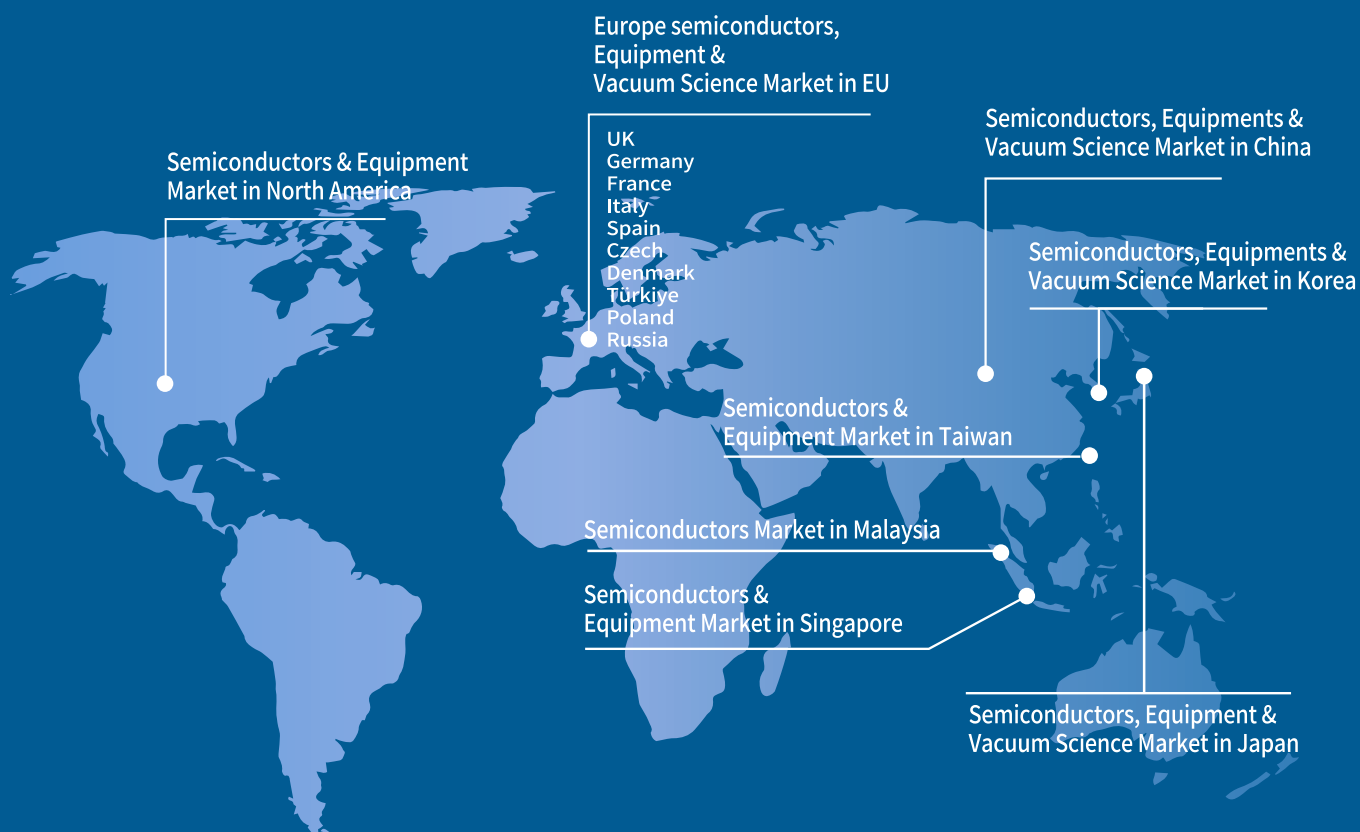 Europe semiconductors,
Equipment &
Vacuum Science Market in EU
UK
Germany
France
Italy
Spain
Czech
Denmark
Türkiye
Poland
Russia
Semiconductors & Equipment
Market in North America
Semiconductors, Equipments &
Vacuum Science Market in China
Semiconductors, Equipments &
Vacuum Science Market in Korea
Semiconductors &
Equipment Market in Taiwan
Semiconductors Market in Malaysia
Semiconductors &
Equipment Market in Singapore
Semiconductors, Equipment &
Vacuum Science Market in Japan